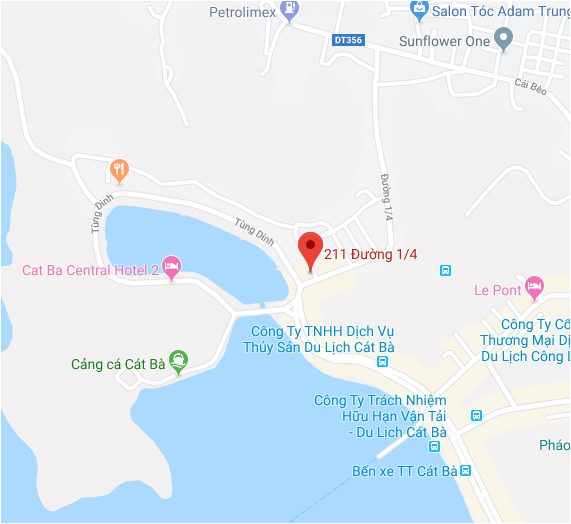 Petrolimex
Salon Tóc Adam Trung
DT356
Sunflower One
Cái Bèo
Đường 1/4
Tùng Dinh
Tùng Dinh
211 Đường 1/4
Cat Ba Central Hotel 2
Le Pont
Công Ty TNHH Dịch Vụ
Thủy Sản Du Lịch Cát Bà
Công Ty Cổ
Thương Mại Dị
Du Lịch Công L
Cảng cá Cát Bà
Công Ty Trách Nhiệm
Hữu Hạn Vận Tải
- Du Lịch Cát Bà
Pháo
Bến xe TT Cát Bà